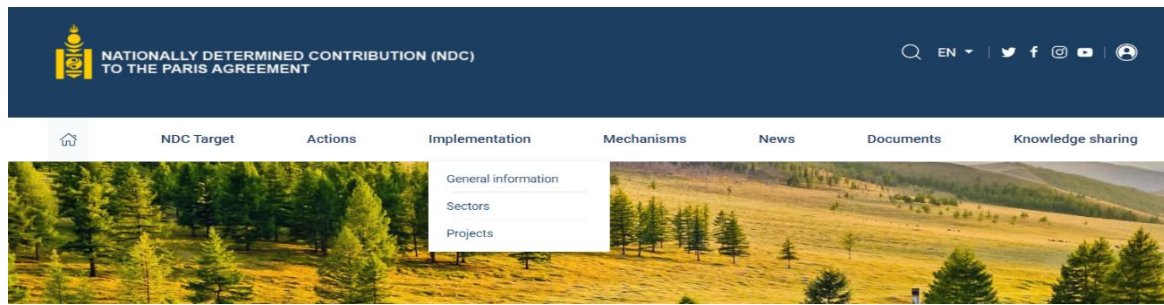 NATIONALLY DETERMINED CONTRIBUTION (NDC)
TO THE PARIS AGREEMENT
EN
NDC Target Actions Implementation Mechanisms News Documents Knowledge sharing
General information
Sectors
Projects